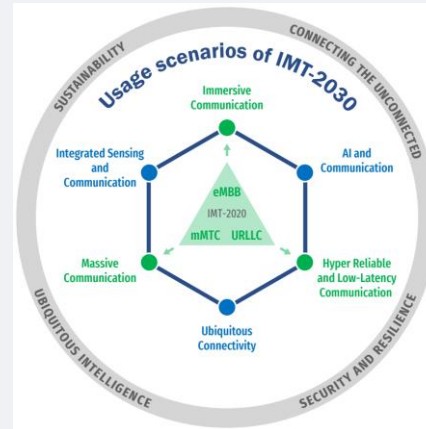 SUSTAINABILITY
CONNECTING THE UNCONNECTED
Usage scenarios of IMT-2030
Immersive
Communication
Integrated Sensing
and
Communication
AI and
Communication
eMBB
IMT-2020
mMTC URLLC
Massive
Communication
Hyper Reliable
and Low-Latency
Communication
Ubiquitous
Connectivity
UBIQUITOUS INTELLIGENCE
SECURITY AND RESILIENCE